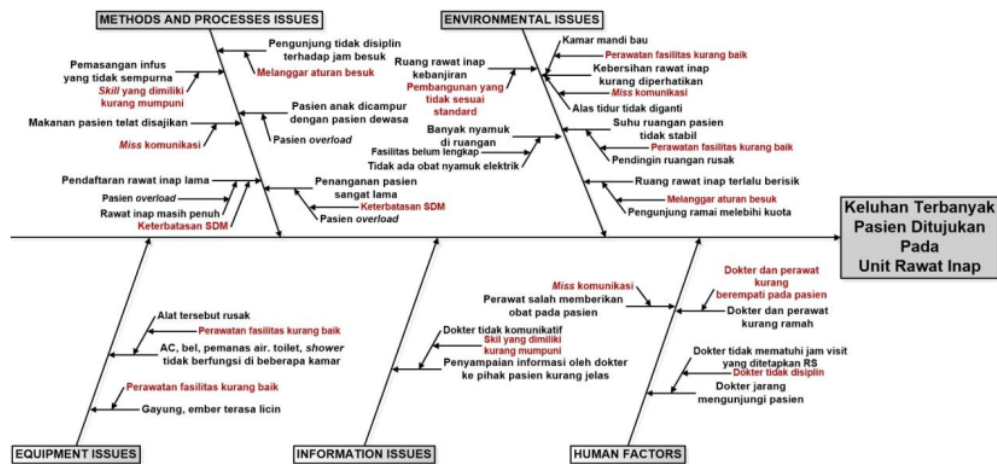 METHODS AND PROCESSES ISSUES
Pengunjung tidak disiplin
terhadap jam besuk
Melanggar aturan besuk
Pemasangan infus
yang tidak sempurna
Skill yang dimiliki
kurang mumpuni
Pasien anak dicampur
dengan pasien dewasa
Pasien overload
Makanan pasien telat disajikan
Miss komunikasi
Pendaftaran rawat inap lama
Pasien overload
Rawat inap masih penuh
Keterbatasan SDM
Penanganan pasien
sangat lama
Keterbatasan SDM
Pasien overload
ENVIRONMENTAL ISSUES
Kamar mandi bau
Perawatan fasilitas kurang baik
Kebersihan rawat inap
kurang diperhatikan
Miss komunikasi
Alas tidur tidak diganti
Ruang rawat inap
kebanjiran
Pembangunan yang
tidak sesuai
standard
Suhu ruangan pasien
tidak stabil
Perawatan fasilitas kurang baik
Pendingin ruangan rusak
Banyak nyamuk
di ruangan
Fasilitas belum lengkap
Tidak ada obat nyamuk elektrik
Ruang rawat inap terlalu berisik
Melanggar aturan besuk
Pengunjung ramai melebihi kuota
Keluhan Terbanyak
Pasien Ditujukan
Pada
Unit Rawat Inap
Alat tersebut rusak
Perawatan fasilitas kurang baik
AC, bel, pemanas air. toilet, shower
tidak berfungsi di beberapa kamar
Perawatan fasilitas kurang baik
Gayung, ember terasa licin
EQUIPMENT ISSUES
Dokter tidak komunikatif
Skil yang dimiliki
kurang mumpuni
Penyampaian informasi oleh dokter
ke pihak pasien kurang jelas
INFORMATION ISSUES
Miss komunikasi
Perawat salah memberikan
obat pada pasien
Dokter dan perawat
kurang
berempati pada pasien
Dokter dan perawat
kurang ramah
Dokter tidak mematuhi jam visit
yang ditetapkan RS
Dokter tidak disiplin
Dokter jarang
mengunjungi pasien
HUMAN FACTORS